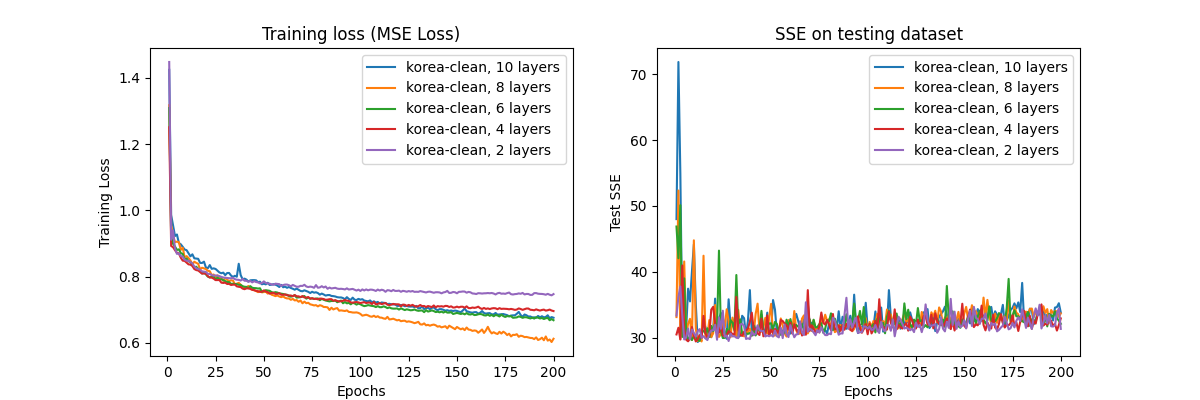 Training loss (MSE Loss)
Training Loss
1.4
1.2
1.0
0.8
0.6
korea-clean, 10 layers
korea-clean, 8 layers
korea-clean, 6 layers
korea-clean, 4 layers
korea-clean, 2 layers
0 25 50 75 100 125 150 175 200
Epochs
SSE on testing dataset
Test SSE
70
60
50
40
30
korea-clean, 10 layers
korea-clean, 8 layers
korea-clean, 6 layers
korea-clean, 4 layers
korea-clean, 2 layers
0 25 50 75 100 125 150 175 200
Epochs